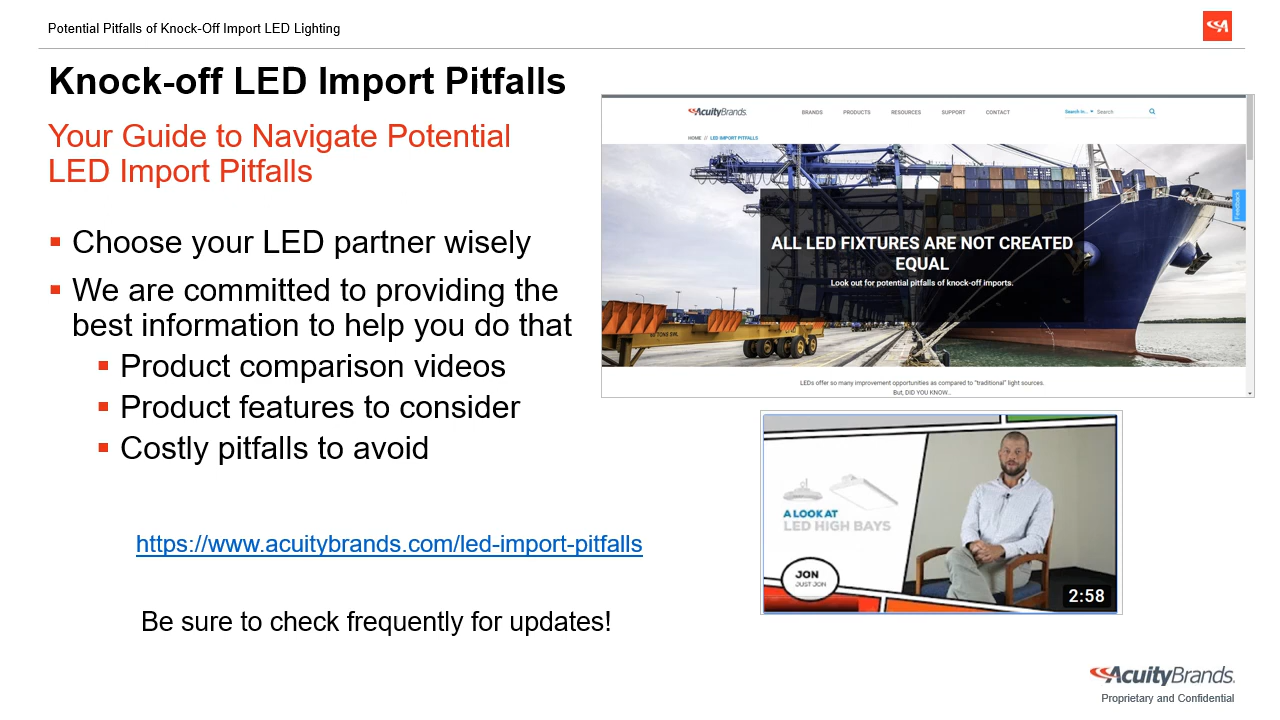 Potential Pitfalls of Knock-Off Import LED Lighting
Knock-off LED Import Pitfalls
Your Guide to Navigate Potential
LED Import Pitfalls
Choose your LED partner wisely
We are committed to providing the
best information to help you do that
Product comparison videos
Product features to consider
Costly pitfalls to avoid
https://www.acuitybrands.com/led-import-pitfalls
Be sure to check frequently for updates!
AcuityBrands.
BRANDS PRODUCTS RESOURCES SUPPORT CONTACT
Search In... Search
HOME // LED IMPORT PITFALLS
Feedback
ALL LED FIXTURES ARE NOT CREATED
EQUAL
Look out for potential pitfalls of knock-off imports.
TONS SWL
LEDs offer so many improvement opportunities as compared to "traditional" light sources.
But, DID YOU KNOW...
A LOOK AT
LED HIGH BAYS
JON
JUST JON
2:58
AcuityBrands.
Proprietary and Confidential